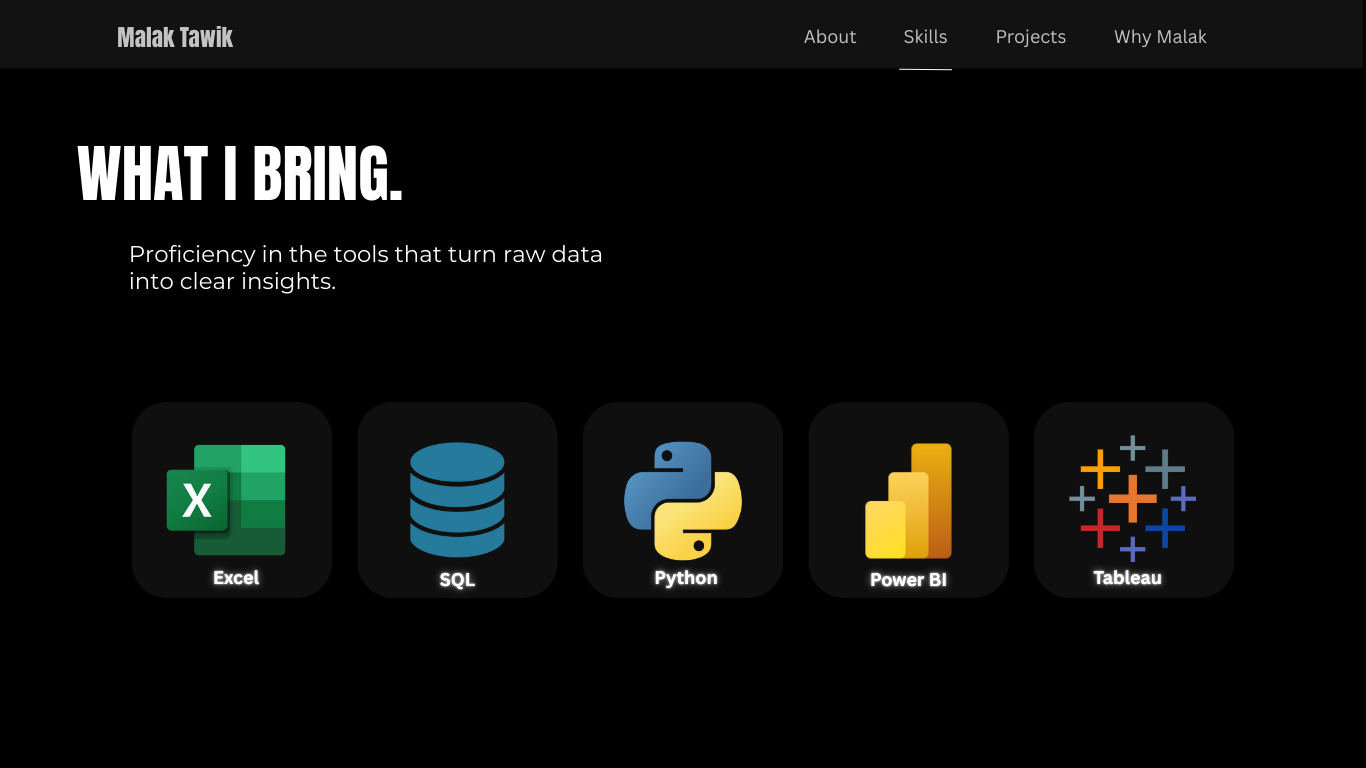 Malak Tawik
About Skills Projects Why Malak
WHAT I BRING.
Proficiency in the tools that turn raw data
into clear insights.
X
Excel SQL Python Power BI Tableau